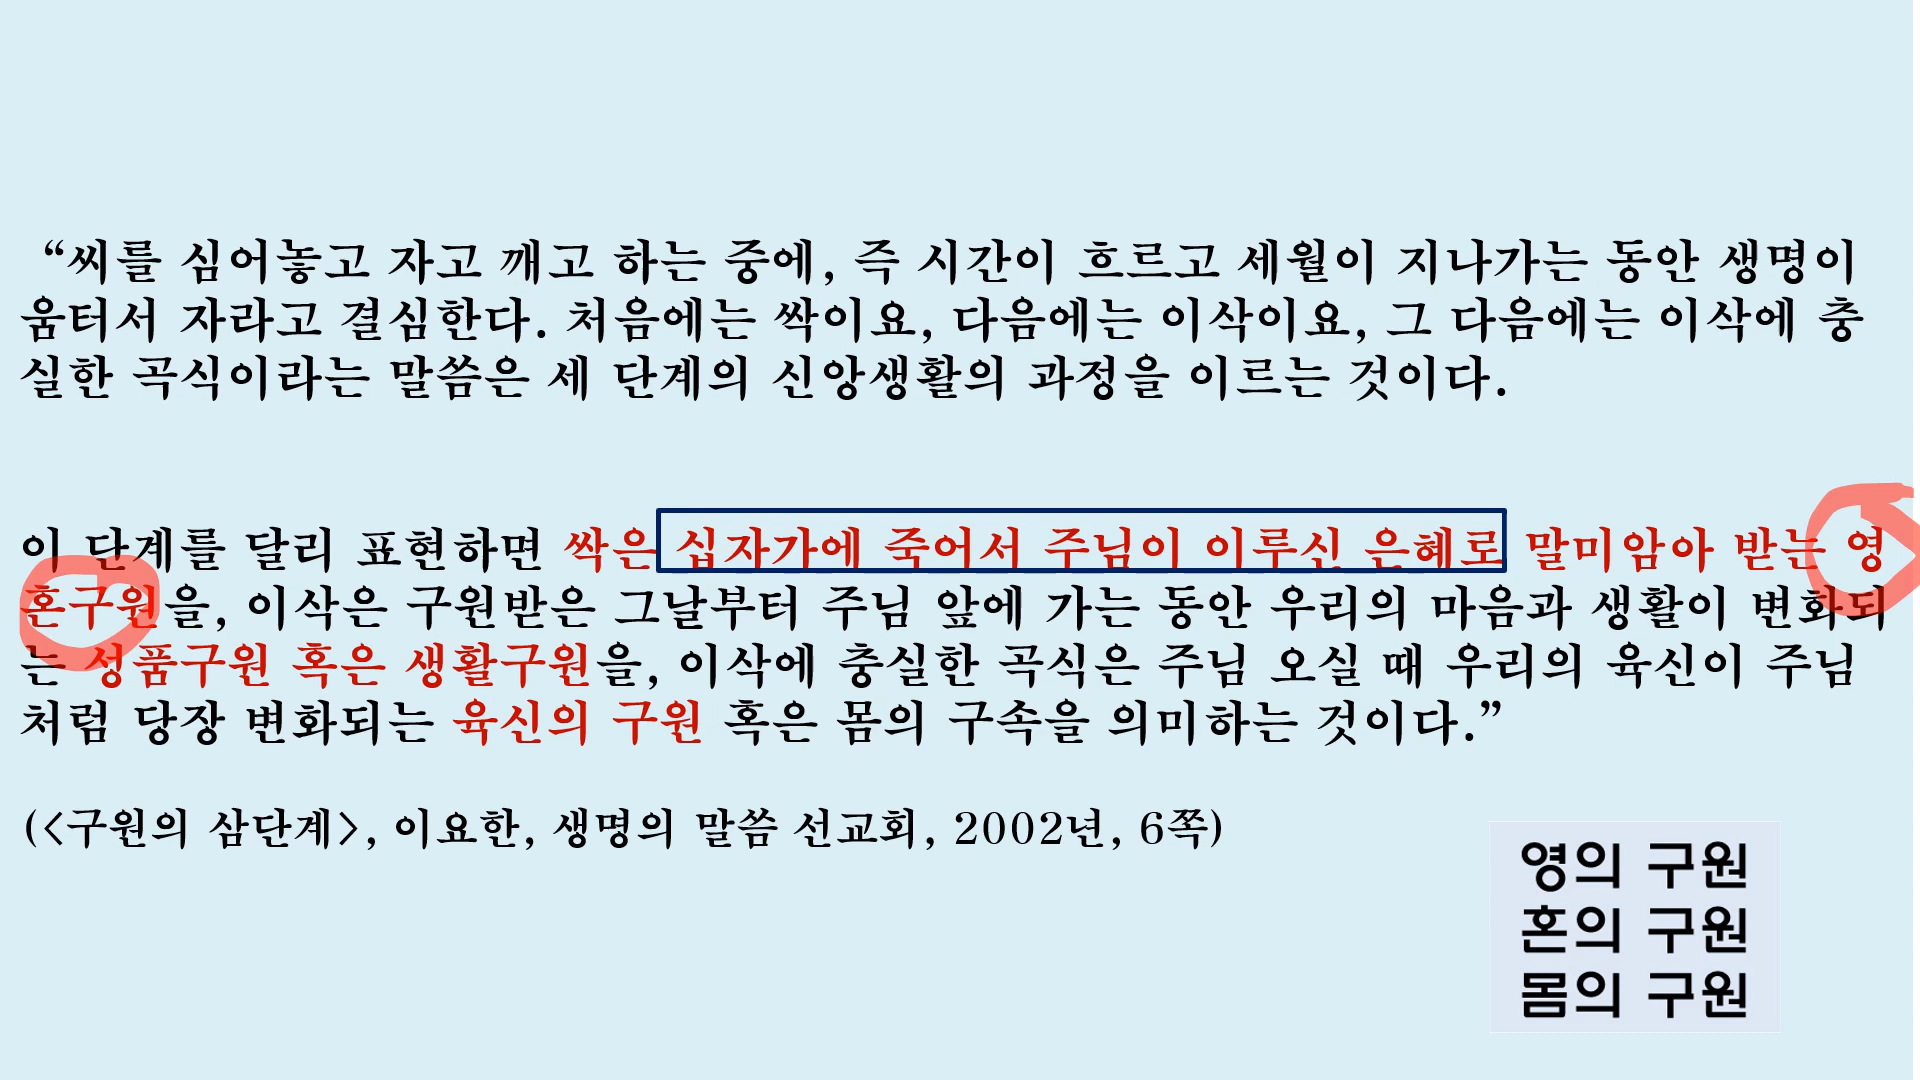 “씨를 심어놓고 자고 깨고 하는 중에, 즉 시간이 흐르고 세월이 지나가는 동안 생명이
움터서 자라고 결심한다. 처음에는 싹이요, 다음에는 이삭이요, 그 다음에는 이삭에 충
실한 곡식이라는 말씀은 세 단계의 신앙생활의 과정을 이르는 것이다.
이 단계를 달리 표현하면 싹은 십자가에 죽어서 주님이 이루신 은혜로 말미암아 받는 영
혼구원을, 이삭은 구원받은 그날부터 주님 앞에 가는 동안 우리의 마음과 생활이 변화되
는 성품구원 혹은 생활구원을, 이삭에 충실한 곡식은 주님 오실 때 우리의 육신이 주님
처럼 당장 변화되는 육신의 구원 혹은 몸의 구속을 의미하는 것이다.”
(<구원의 삼단계>, 이요한, 생명의 말씀 선교회, 2002년, 6쪽)
영의 구원
혼의 구원
몸의 구원